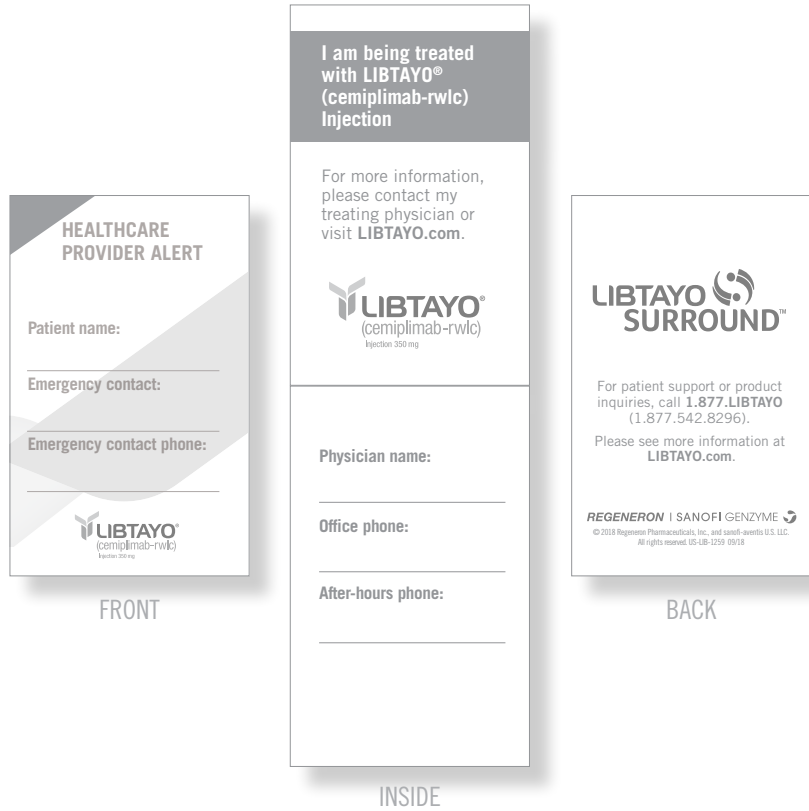 HEALTHCARE
PROVIDER ALERT
Patient name:
Emergency contact:
Emergency contact phone:
LIBTAYO®
(cemiplimab-rwlc)
Injection 350 mg
FRONT
I am being treated
with LIBTAYO®
(cemiplimab-rwlc)
Injection
For more information,
please contact my
treating physician or
visit LIBTAYO.com.
LIBTAYO®
(cemiplimab-rwlc)
Injection 350 mg
Physician name:
Office phone:
After-hours phone:
INSIDE
LIBTAYO
SURROUND™
For patient support or product
inquiries, call 1.877.LIBTAYO
(1.877.542.8296).
Please see more information at
LIBTAYO.com.
REGENERON | SANOFI GENZYME
© 2018 Regeneron Pharmaceuticals, Inc., and sanofi-aventis U.S. LLC.
All rights reserved. US-LIB-1259 09/18
BACK